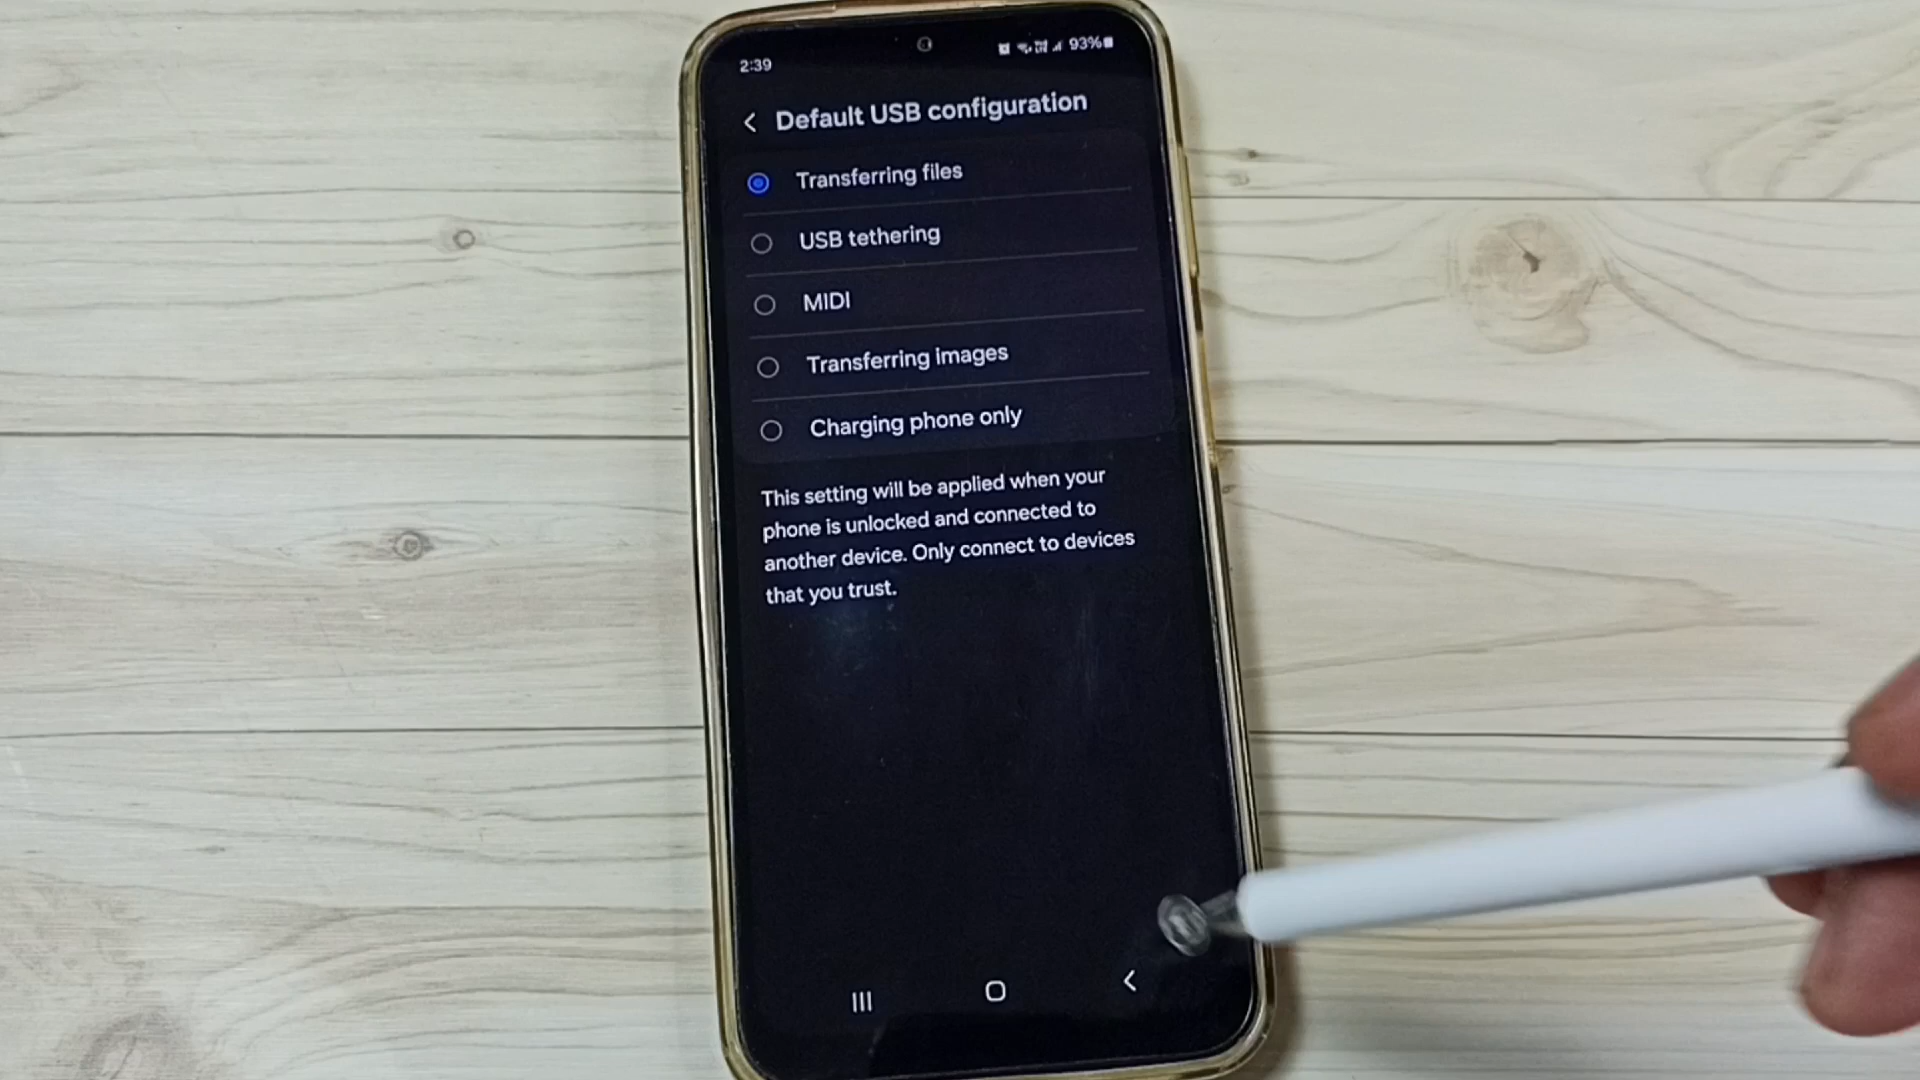 2:39
93%
Default USB configuration
Transferring files
USB tethering
MIDI
Transferring images
Charging phone only
This setting will be applied when your
phone is unlocked and connected to
another device. Only connect to devices
that you trust.